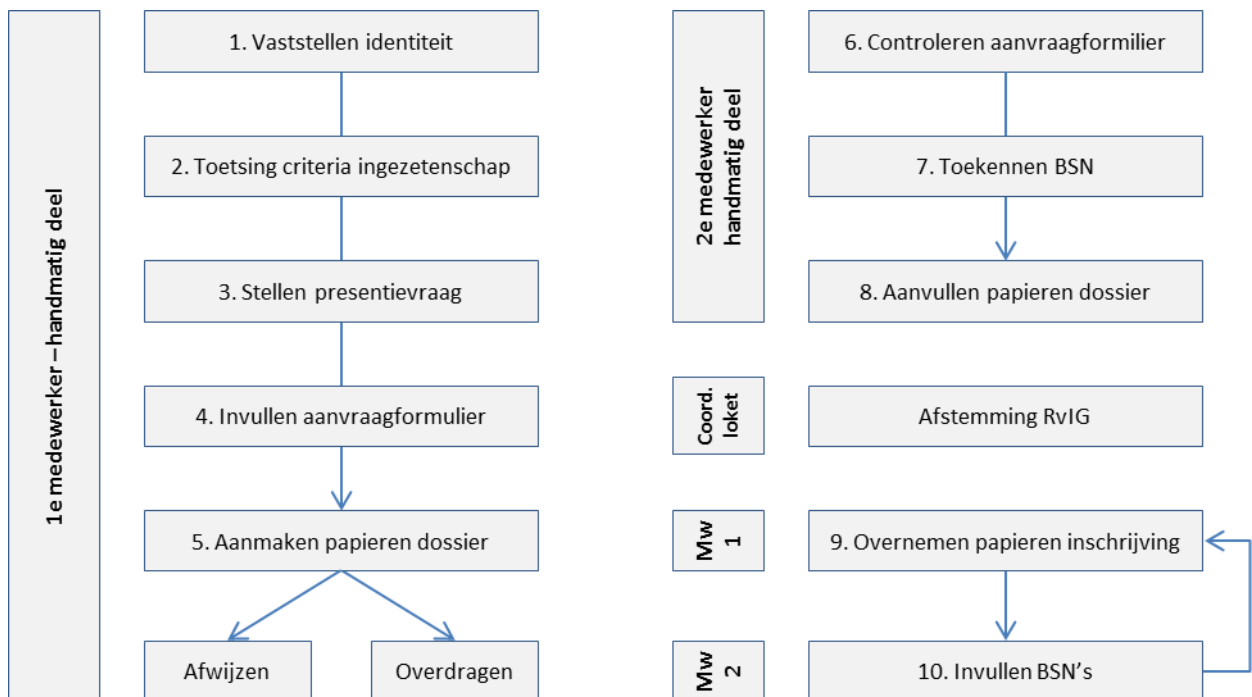 1e medewerker – handmatig deel
1. Vaststellen identiteit
2. Toetsing criteria ingezetenschap
3. Stellen presentievraag
4. Invullen aanvraagformulier
5. Aanmaken papieren dossier
Afwijzen
Overdragen
2e medewerker
handmatig deel
6. Controleren aanvraagformilier
7. Toekennen BSN
8. Aanvullen papieren dossier
Coord.
loket
Afstemming RvIG
Mw
1
9. Overnemen papieren inschrijving
Mw
2
10. Invullen BSN's